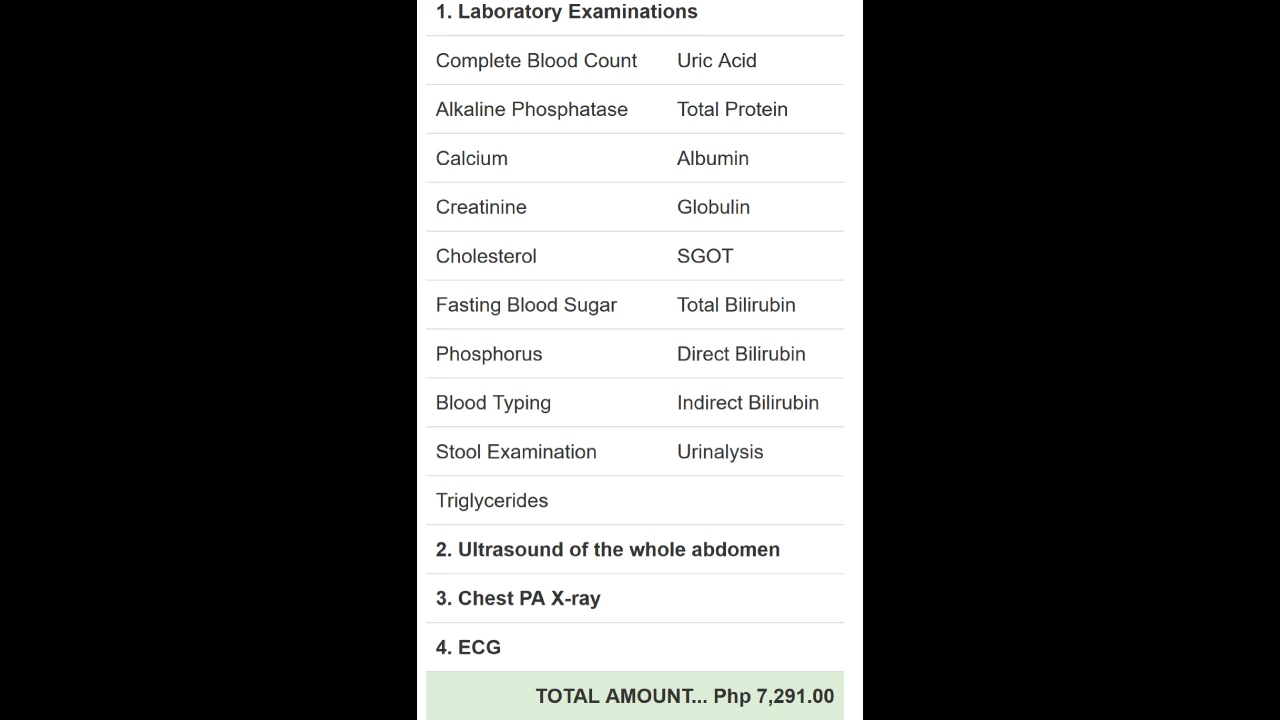 1. Laboratory Examinations
Complete Blood Count Uric Acid
Alkaline Phosphatase Total Protein
Calcium Albumin
Creatinine Globulin
Cholesterol SGOT
Fasting Blood Sugar Total Bilirubin
Phosphorus Direct Bilirubin
Blood Typing Indirect Bilirubin
Stool Examination Urinalysis
Triglycerides
2. Ultrasound of the whole abdomen
3. Chest PA X-ray
4. ECG
TOTAL AMOUNT... Php 7,291.00